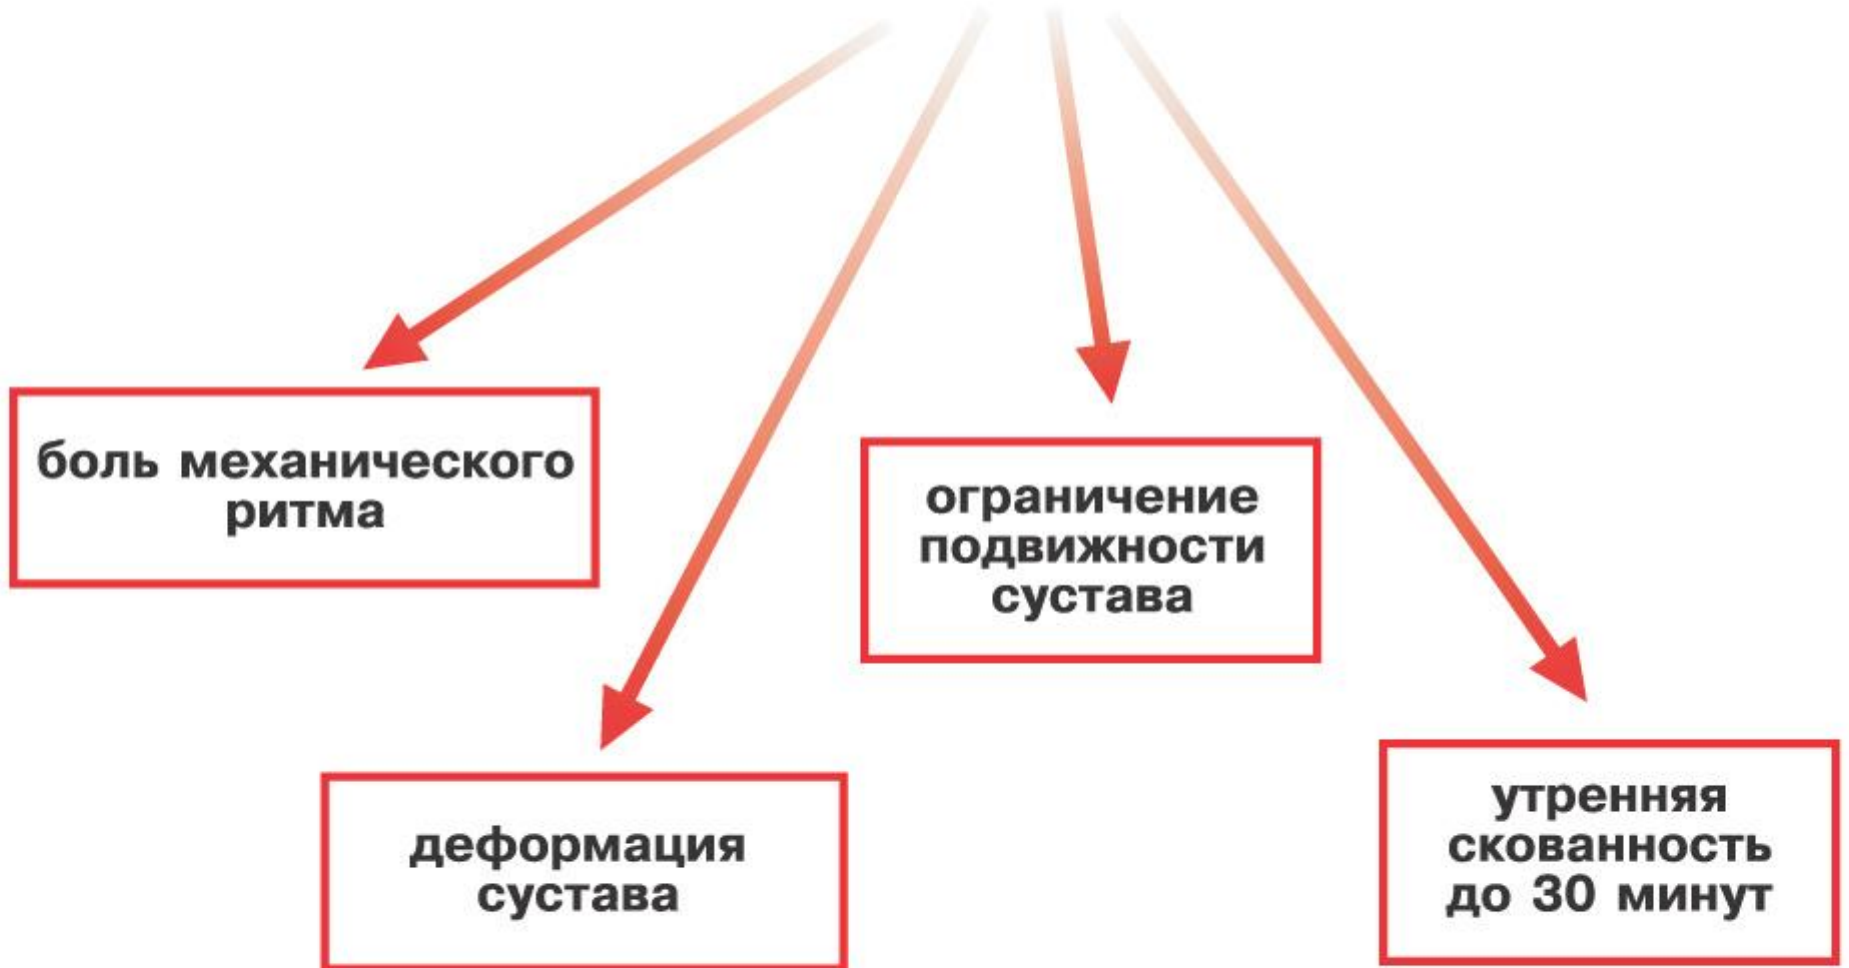 боль механического
ритма
ограничение
подвижности
сустава
деформация
сустава
утренняя
скованность
до 30 минут